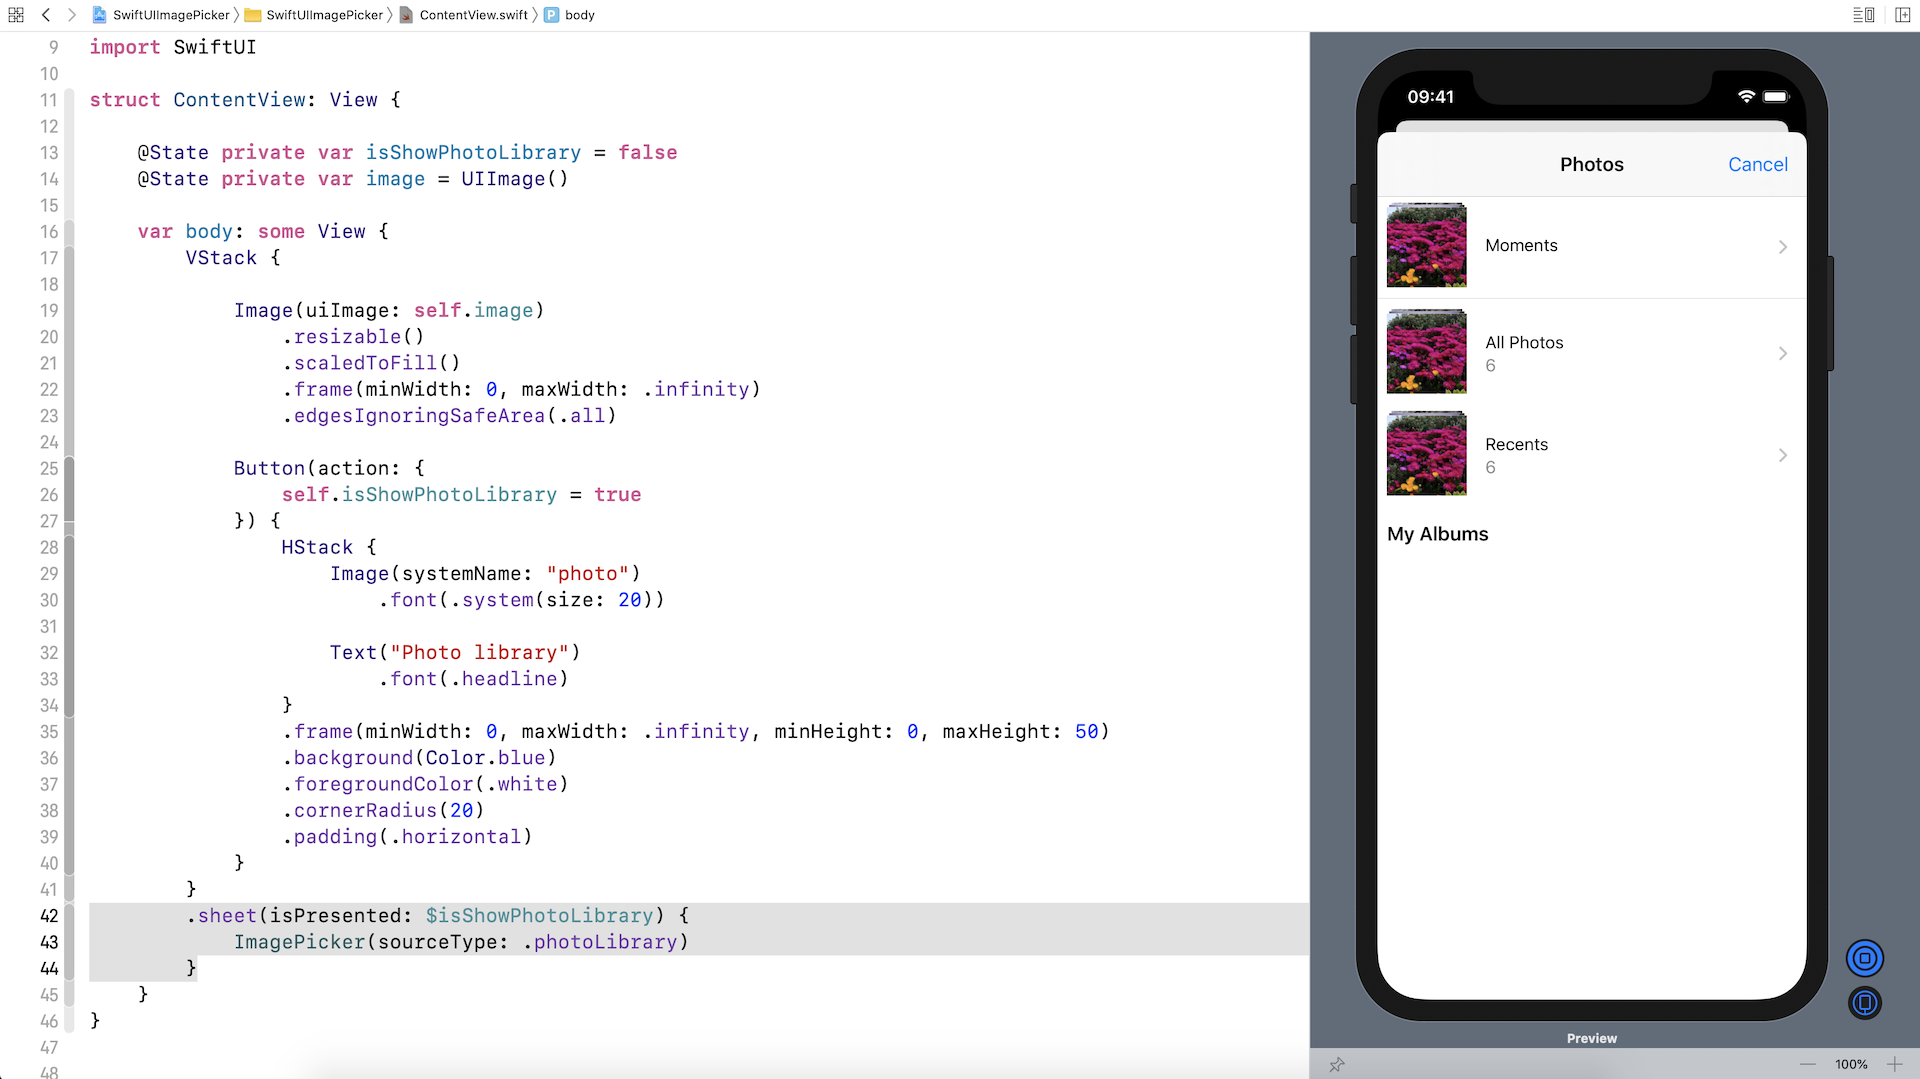 SwiftUIImagePicker SwiftUIImagePicker ContentView.swift P body
9 import SwiftUI
10
11 struct ContentView: View {
12
13 @State private var isShowPhotoLibrary = false
14 @State private var image = UIImage()
15
16 var body: some View {
17 VStack {
18
19 Image(uiImage: self.image)
20 .resizable()
21 .scaledToFill()
22 .frame(minWidth: 0, maxWidth: .infinity)
23 .edgesIgnoringSafeArea(.all)
24
25 Button(action: {
26 self.isShowPhotoLibrary = true
27 }) {
28 HStack {
29 Image(systemName: "photo")
30 .font(.system(size: 20))
31
32 Text("Photo library")
33 .font(.headline)
34 }
35 .frame(minWidth: 0, maxWidth: .infinity, minHeight: 0, maxHeight: 50)
36 .background(Color.blue)
37 .foregroundColor(.white)
38 .cornerRadius(20)
39 .padding(.horizontal)
40 }
41 }
42 .sheet(isPresented: $isShowPhotoLibrary) {
43 ImagePicker(sourceType: .photoLibrary)
44 }
45 }
46 }
47
48
09:41
Photos Cancel
Moments
All Photos
6
Recents
6
My Albums
Preview
100%